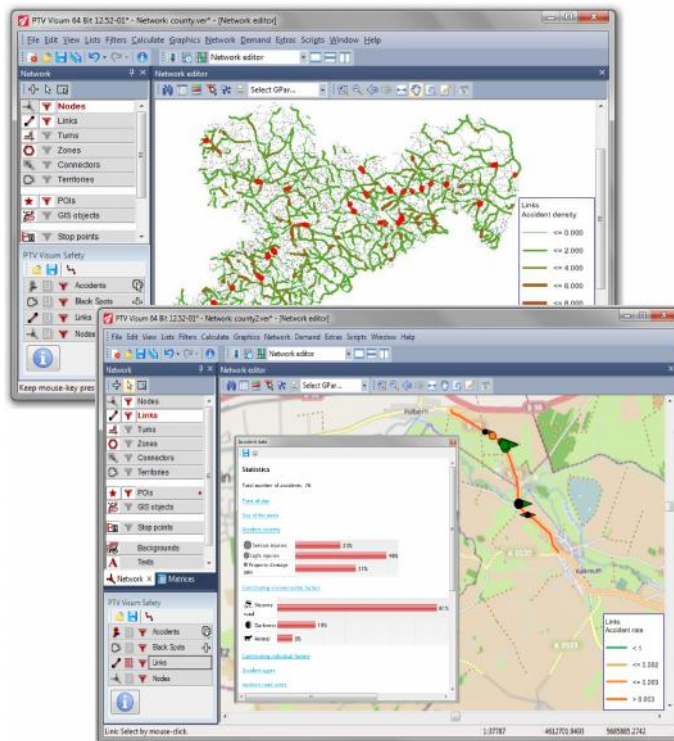 PTV Visum 64 Bit 12.52-01* - Network: county.ver* - [Network editor]
File Edit View Lists Filters Calculate Graphics Network Demand Extras Scripts Window Help
Network editor
Network
Network editor
Select GPar...
Nodes
Links
Turns
Zones
Connectors
Territories
POIs
GIS objects
Stop points
PTV Visum Safety
Accidents
Black Spots
Links
Nodes
Keep mouse-key pres
Links
Accident density
<= 0.000
<= 2.000
<= 4.000
<= 6.000
<= 8.000
PTV Visum 64 Bit 12.52-01* - Network: county2.ver* - [Network editor]
File Edit View Lists Filters Calculate Graphics Network Demand Extras Scripts Window Help
Network editor
Network
Network editor
Select GPar...
Nodes
Links
Turns
Zones
Connectors
Territories
POIs
GIS objects
Stop points
Backgrounds
Texts
Network
Matrices
PTV Visum Safety
Accidents
Black Spots
Links
Nodes
Link: Select by mouse-click.
Accident data
Statistics
Total number of accidents: 26
Time of day
Day of the week
Accident severity
Serious injuries
Light injuries
Property damage
Contributing environmental factors
road
Darkness
Animal
Contributing individual factors
Accident types
Kalkreuth
Links
Accident rate
< 1
<= 0.002
<= 0.003
> 0.003
1:37787
4612701.9493
5685885.2742